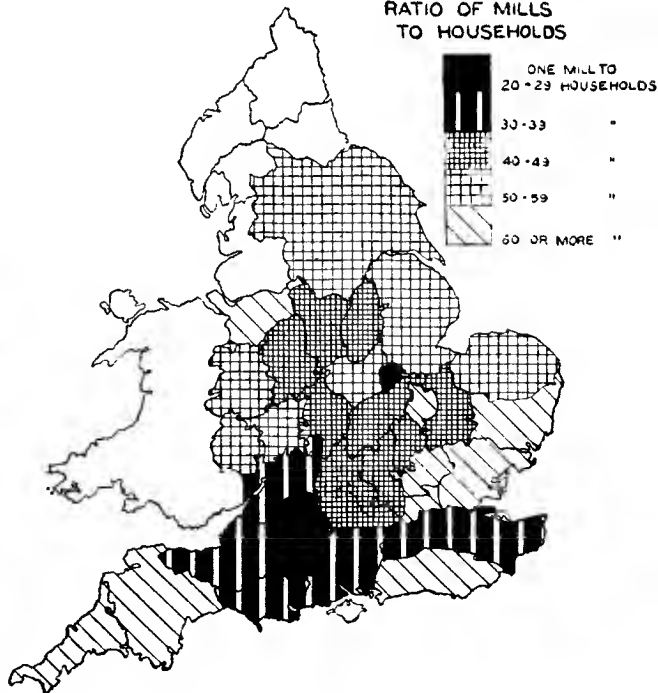 RATIO OF MILLS
TO HOUSEHOLDS
ONE MILL TO
20-29 HOUSEHOLDS
30-39 "
40-49 "
50-59 "
60 OR MORE "